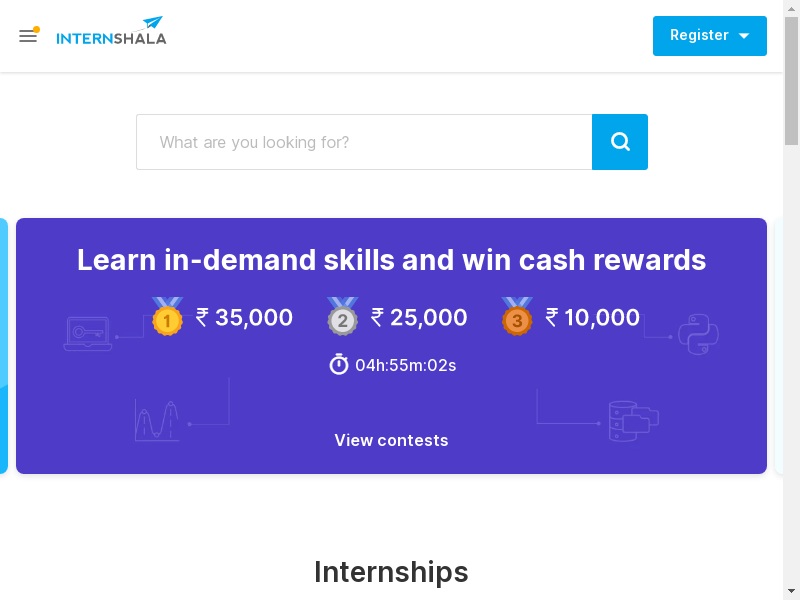 INTERNSHALA
Register
What are you looking for?
Learn in-demand skills and win cash rewards
1 ₹ 35,000 2 ₹ 25,000 3 ₹ 10,000
04h:55m:02s
View contests
Internships